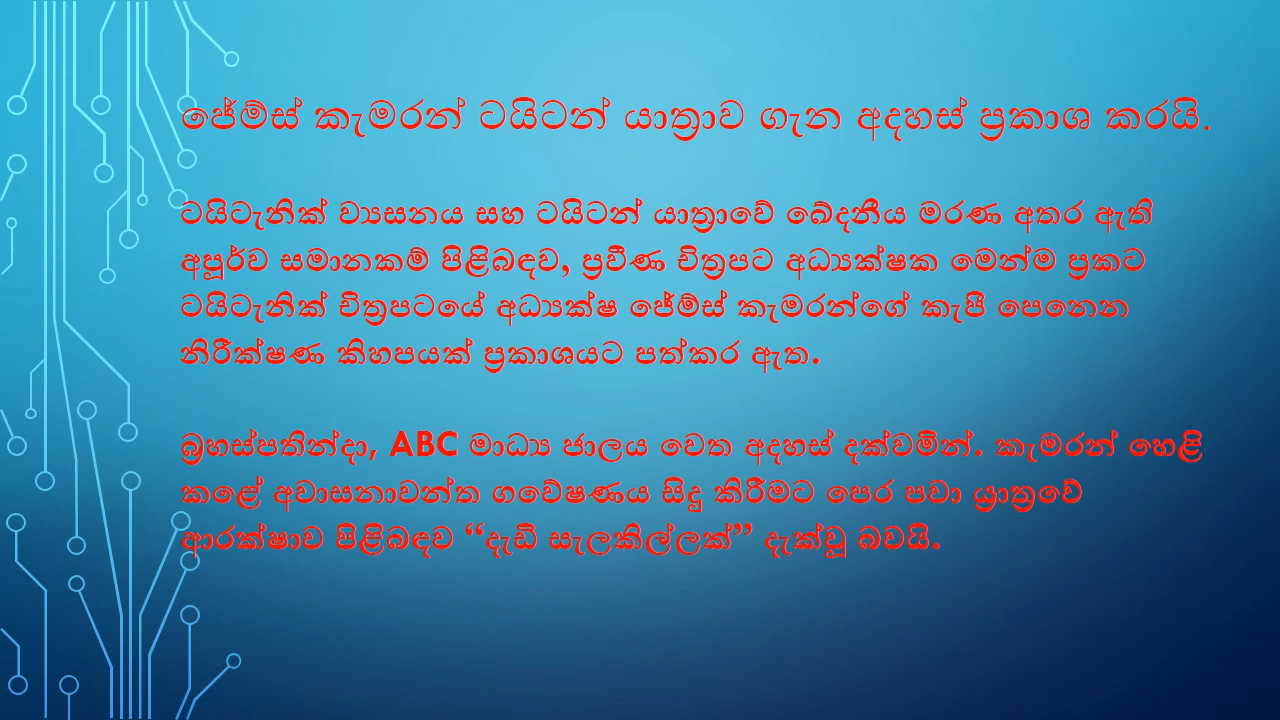 ජේම්ස් කැමරන් ටයිටන් යාත්‍රාව ගැන අදහස් ප්‍රකාශ කරයි.
ටයිටැනික් ව්‍යසනය සහ ටයිටන් යාත්‍රාවේ ඛේදනීය මරණ අතර ඇති
අපූර්ව සමානකම් පිළිබඳව, ප්‍රවීණ චිත්‍රපට අධ්‍යක්ෂක මෙන්ම ප්‍රකට
ටයිටැනික් චිත්‍රපටයේ අධ්‍යක්ෂ ජේම්ස් කැමරන්ගේ කැපී පෙනෙන
නිරීක්ෂණ කිහපයක් ප්‍රකාශයට පත්කර ඇත.
බ්‍රහස්පතින්දා, ABC මාධ්‍ය ජාලය වෙත අදහස් දක්වමින්. කැමරන් හෙළි
කළේ අවාසනාවන්ත ගවේෂණය සිදු කිරීමට පෙර පවා ය්‍රාත්‍රවේ
ආරක්ෂාව පිළිබඳව “දැඩි සැලකිල්ලක්” දැක්වූ බවයි.